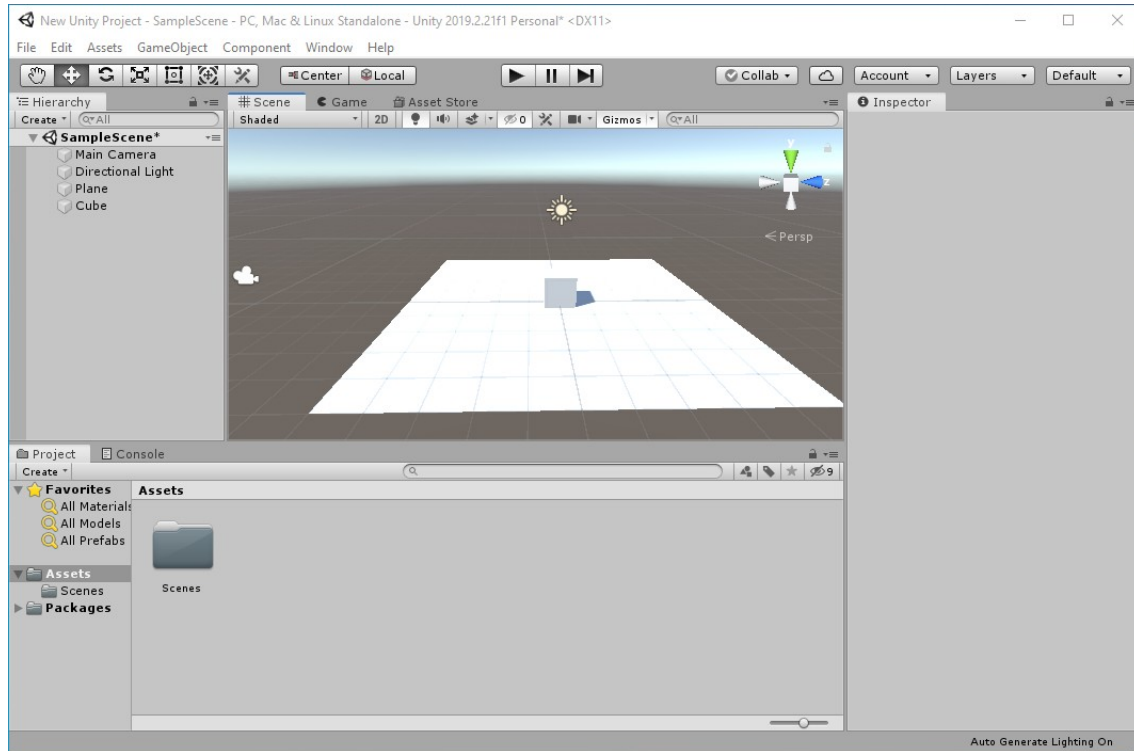 New Unity Project - SampleScene - PC, Mac & Linux Standalone - Unity 2019.2.21f1 Personal* <DX11>
File Edit Assets GameObject Component Window Help
Center Local Collab Account Layers Default
Hierarchy
Create All
SampleScene*
Main Camera
Directional Light
Plane
Cube
Scene Game Asset Store
Shaded 2D 0 Gizmos All
y
z
Persp
Inspector
Project Console
Create 9
Favorites
All Materials
All Models
All Prefabs
Assets
Scenes
Packages
Assets
Scenes
Auto Generate Lighting On